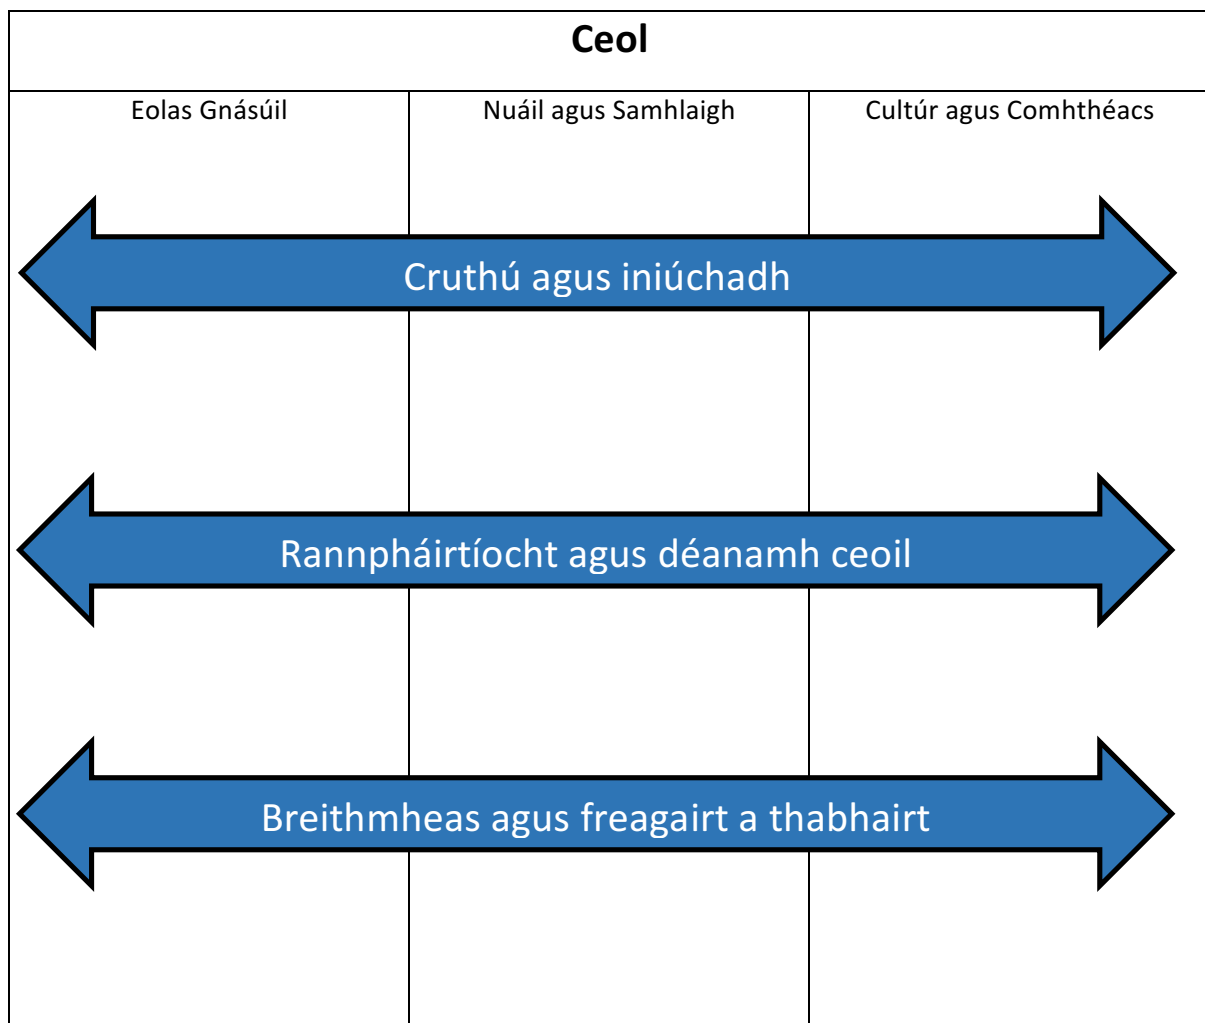 Ceol
Eolas Gnásúil
Nuáil agus Samhlaigh
Cultúr agus Comhthéacs
Cruthú agus iniúchadh
Rannpháirtíocht agus déanamh ceoil
Breithmheas agus freagairt a thabhairt